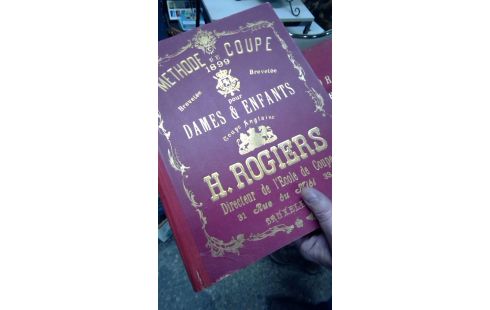 METHODE DE COUPE
1899
Brevetée Brevetée
pour
DAMES & ENFANTS
Coupe Anglaise
H. ROGIERS
Directeur de l'Ecole de Coupe
31 Rue du Midi 33
BRUXELLES